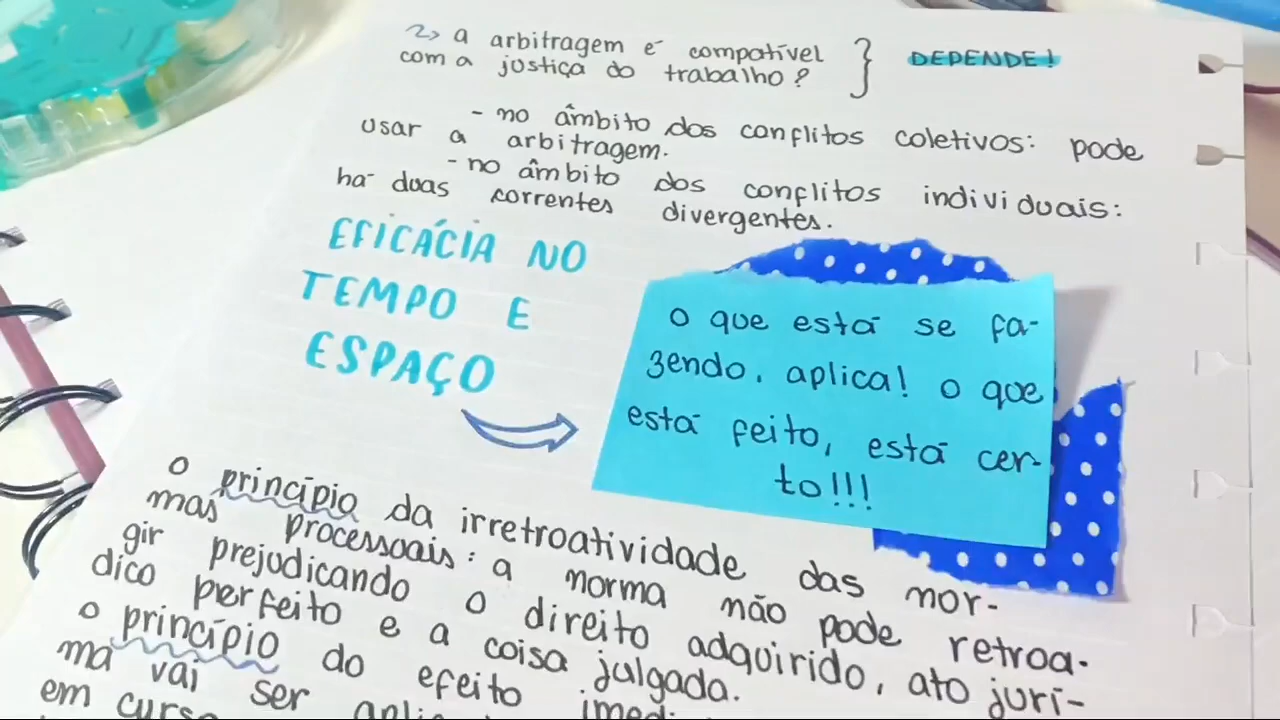 2> a arbitragem é compatível
com a justiça do trabalho?
DEPENDE!
- no âmbito dos conflitos coletivos: pode
usar a arbitragem.
- no âmbito dos conflitos individuais:
há duas correntes divergentes.
EFICÁCIA NO
TEMPO E
ESPAÇO
o que está se fa-
zendo, aplica! o que
está feito, está cer-
to!!!
o princípio da irretroatividade das nor-
mas processoais: a norma não pode retroa-
gir prejudicando o direito adquirido, ato jurí-
dico perfeito e a coisa julgada.
o princípio do efeito
ma vai ser
em